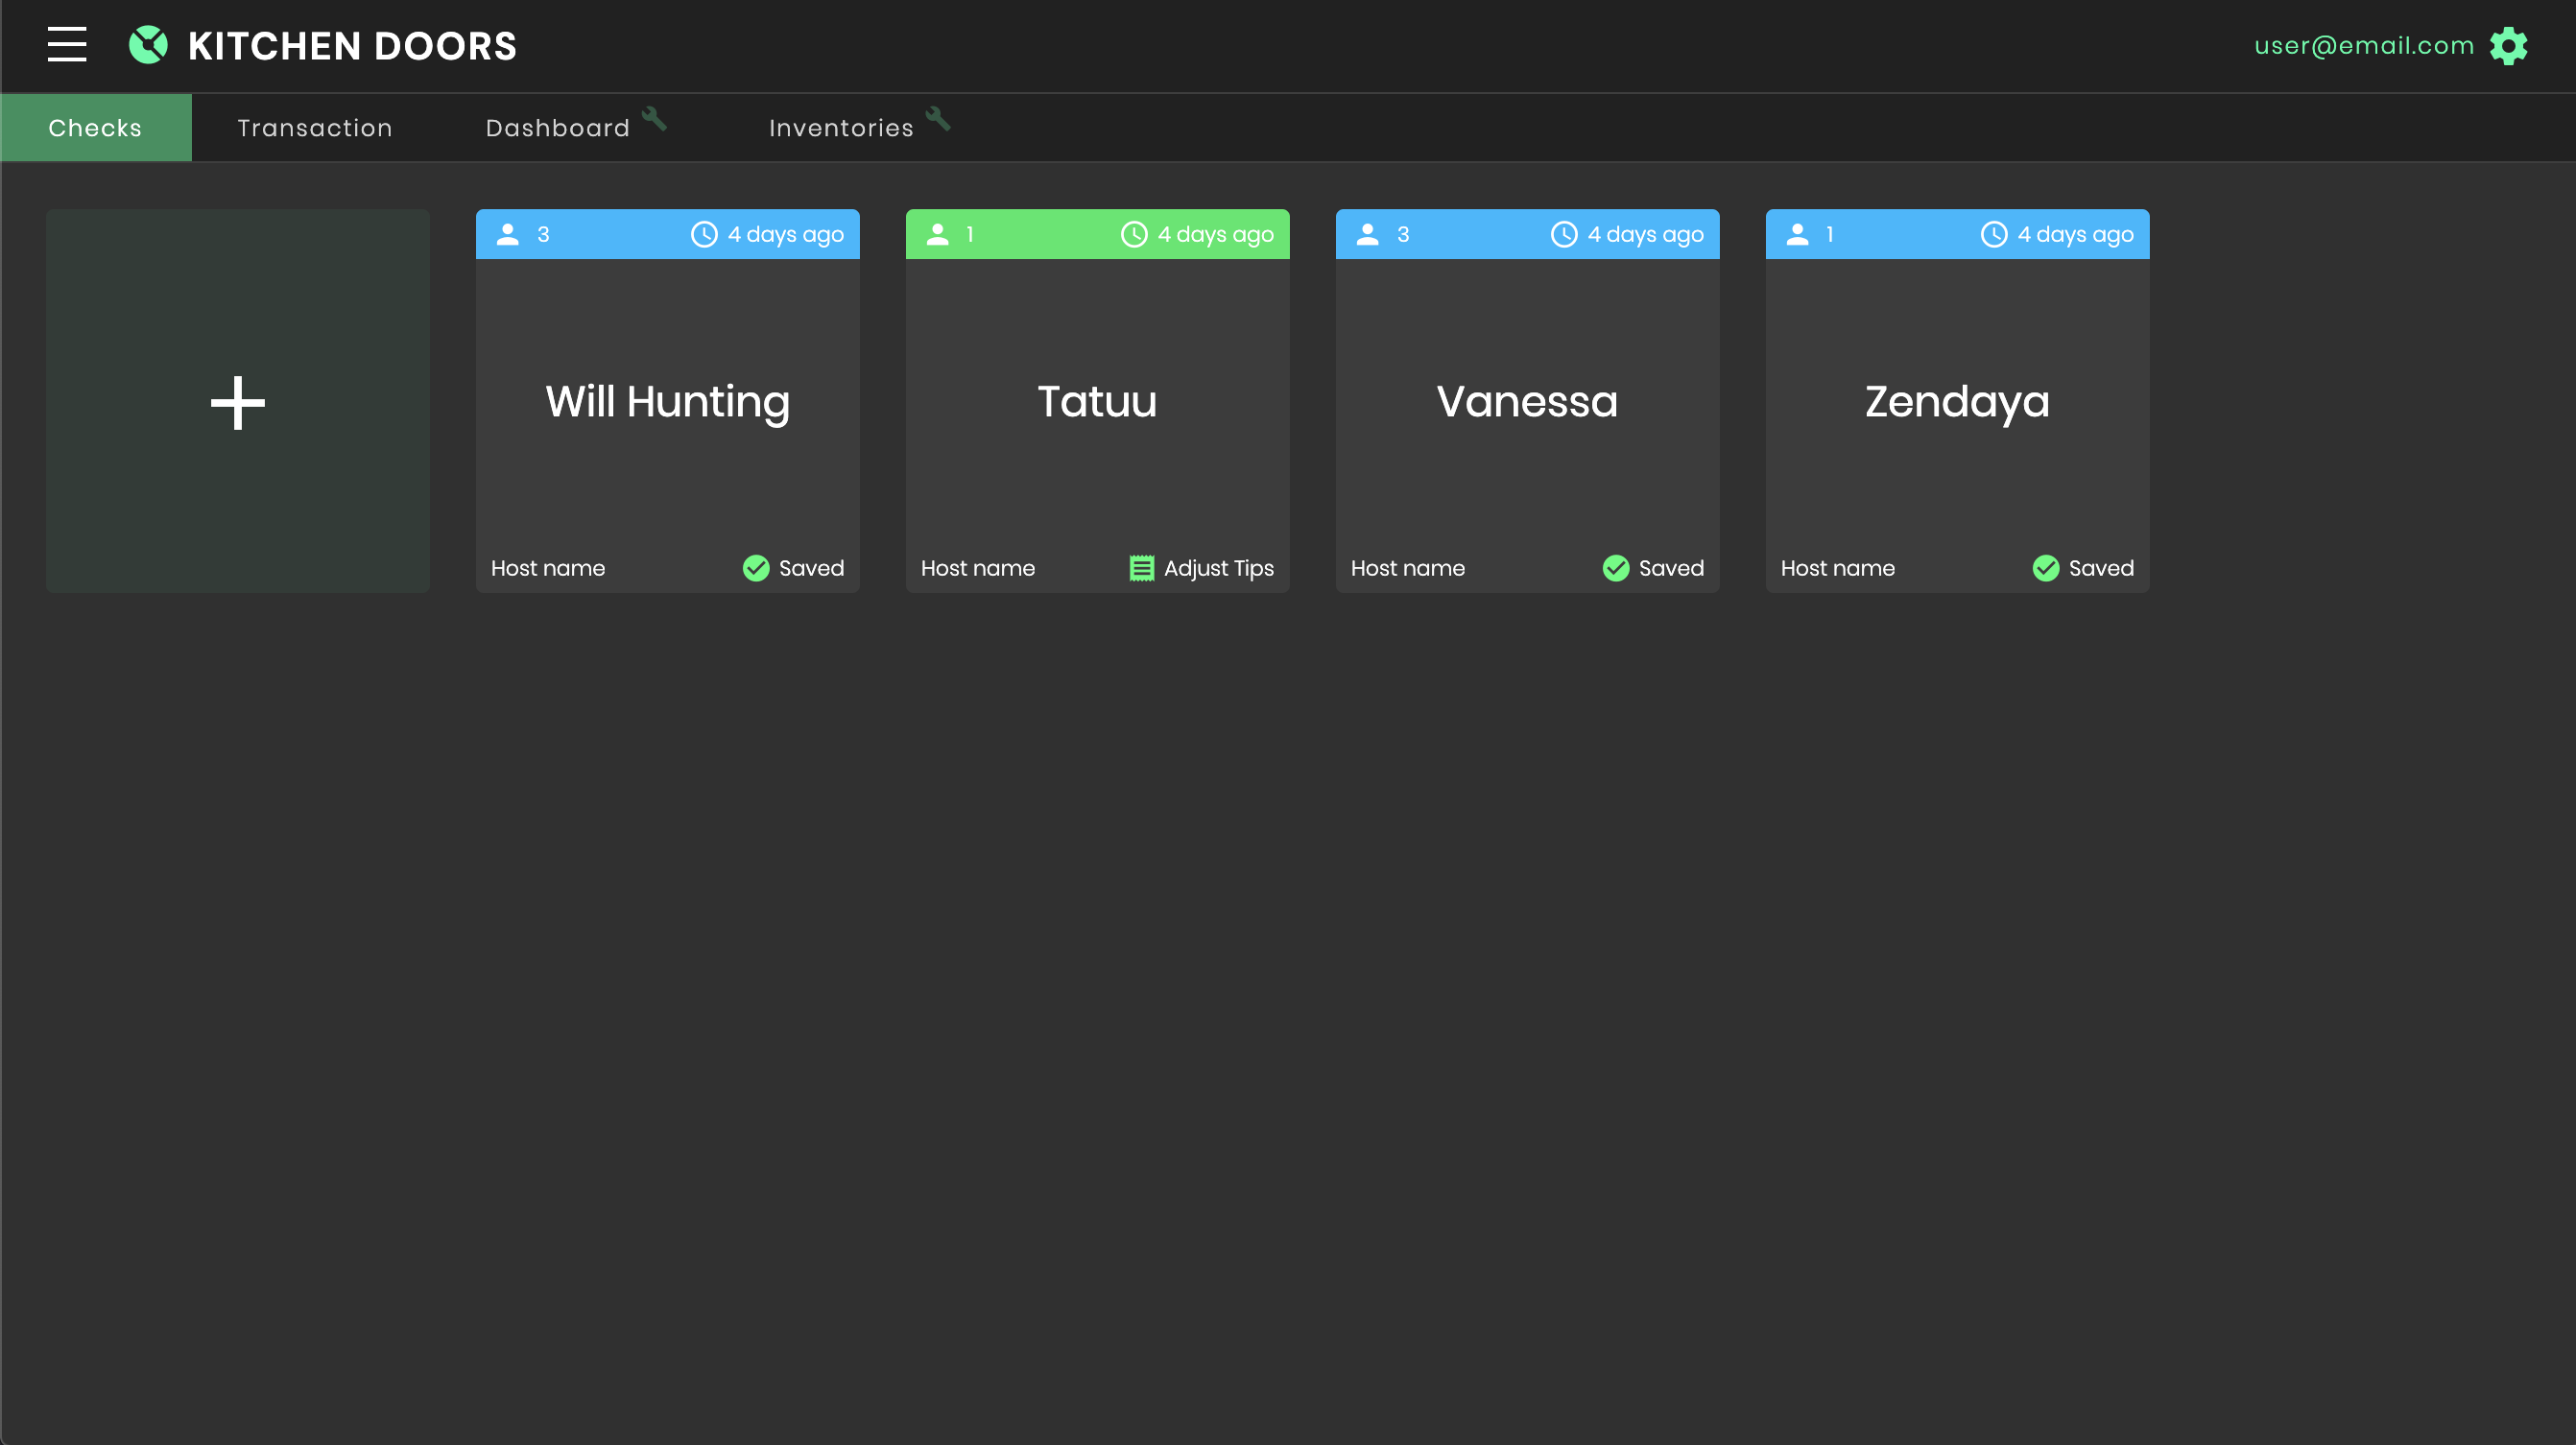 KITCHEN DOORS
user@email.com
Checks
Transaction
Dashboard
Inventories
3
4 days ago
Will Hunting
Host name
Saved
1
4 days ago
Tatuu
Host name
Adjust Tips
3
4 days ago
Vanessa
Host name
Saved
1
4 days ago
Zendaya
Host name
Saved